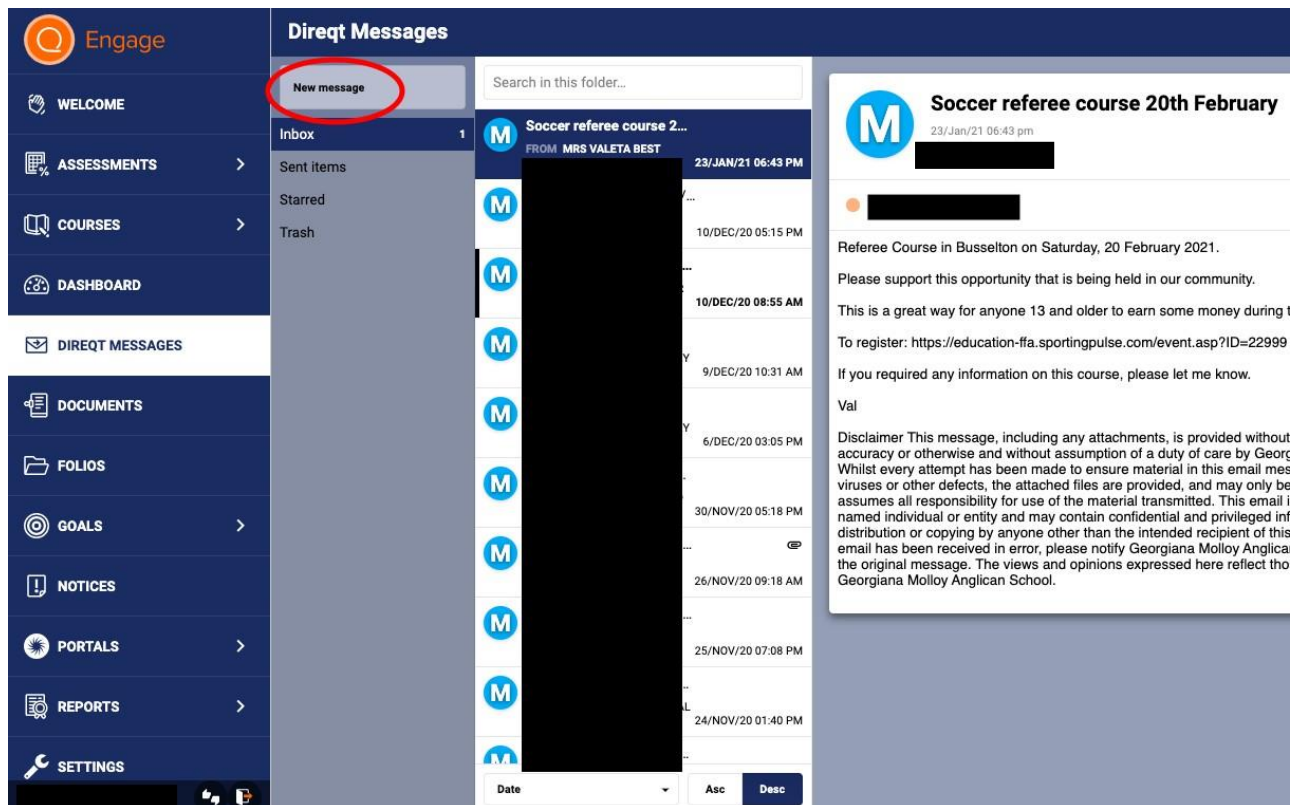 Engage
WELCOME
ASSESSMENTS
COURSES
DASHBOARD
DIREQT MESSAGES
DOCUMENTS
FOLIOS
GOALS
NOTICES
PORTALS
REPORTS
SETTINGS
Direqt Messages
New message
Inbox 1
Sent items
Starred
Trash
Search in this folder...
M Soccer referee course 2...
FROM MRS VALETA BEST
23/JAN/21 06:43 PM
M
10/DEC/20 05:15 PM
M
10/DEC/20 08:55 AM
M
Y
9/DEC/20 10:31 AM
M
Y
6/DEC/20 03:05 PM
M
30/NOV/20 05:18 PM
M
26/NOV/20 09:18 AM
M
25/NOV/20 07:08 PM
M
24/NOV/20 01:40 PM
M
Date Asc Desc
M Soccer referee course 20th February
23/Jan/21 06:43 pm
Referee Course in Busselton on Saturday, 20 February 2021.
Please support this opportunity that is being held in our community.
This is a great way for anyone 13 and older to earn some money during t
To register: https://education-ffa.sportingpulse.com/event.asp?ID=22999
If you required any information on this course, please let me know.
Val
Disclaimer This message, including any attachments, is provided without
accuracy or otherwise and without assumption of a duty of care by Georg
Whilst every attempt has been made to ensure material in this email mes
viruses or other defects, the attached files are provided, and may only be
assumes all responsibility for use of the material transmitted. This email i
named individual or entity and may contain confidential and privileged inf
distribution or copying by anyone other than the intended recipient of this
email has been received in error, please notify Georgiana Molloy Anglica
the original message. The views and opinions expressed here reflect tho
Georgiana Molloy Anglican School.